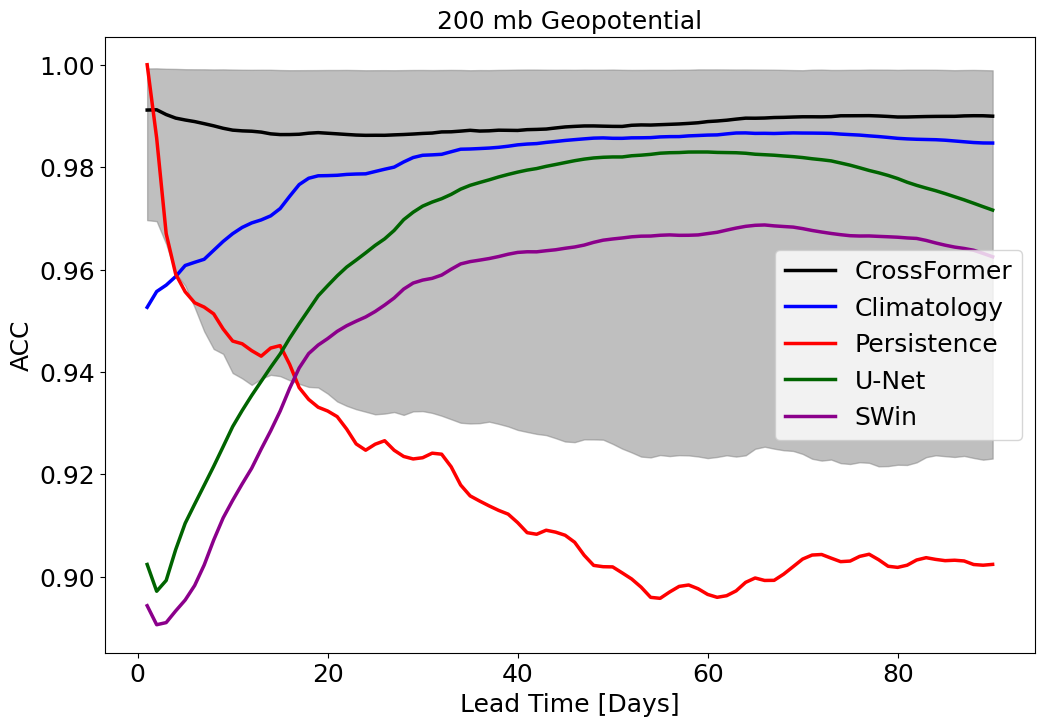 200 mb Geopotential
1.00
0.98
0.96
0.94
0.92
0.90
ACC
CrossFormer
Climatology
Persistence
U-Net
SWin
0 20 40 60 80
Lead Time [Days]